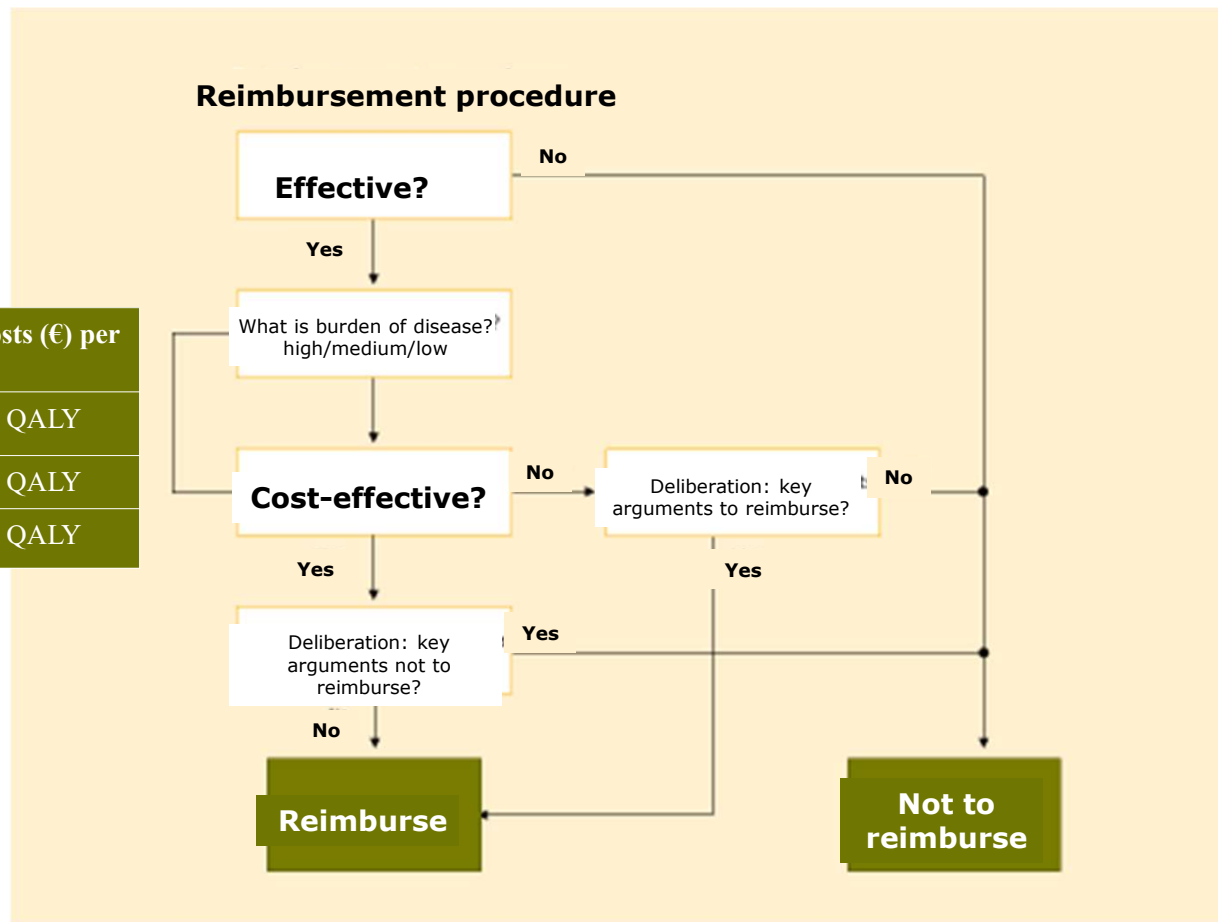 Reimbursement procedure
No
Effective?
Yes
What is burden of disease?
high/medium/low
(€) per
QALY
QALY
QALY
Cost-effective?
No
Deliberation: key
arguments to reimburse?
No
Yes
Yes
Deliberation: key
arguments not to
reimburse?
Yes
No
Reimburse
Not to
reimburse